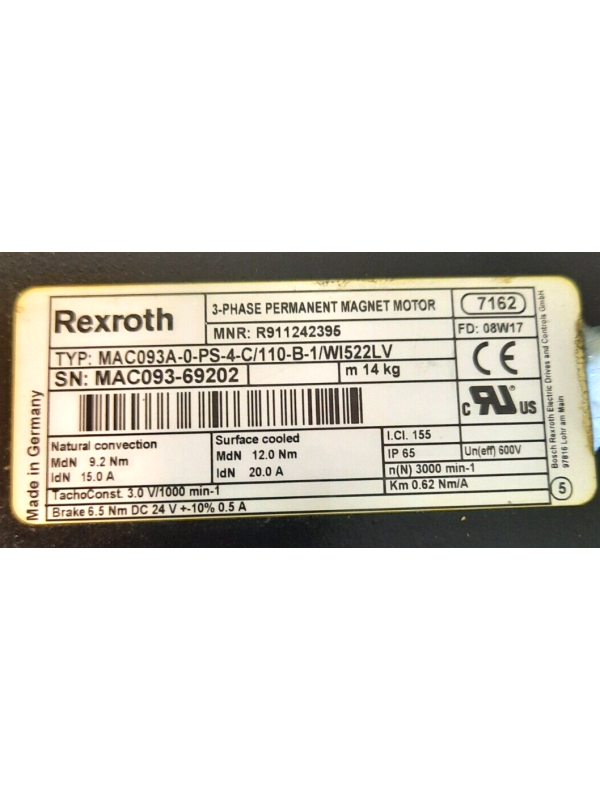 Rexroth
3-PHASE PERMANENT MAGNET MOTOR
7162
MNR: R911242395
FD: 08W17
TYP: MAC093A-0-PS-4-C/110-B-1/WI522LV
SN: MAC093-69202
m 14 kg
CE
c RU US
Natural convection
MdN 9.2 Nm
IdN 15.0 A
Surface cooled
MdN 12.0 Nm
IdN 20.0 A
I.Cl. 155
IP 65
Un(eff) 600V
n(N) 3000 min-1
Km 0.62 Nm/A
TachoConst. 3.0 V/1000 min-1
Brake 6.5 Nm DC 24 V +-10% 0.5 A
5
Made in Germany
Bosch Rexroth Electric Drives and Controls GmbH
97816 Lohr am Main